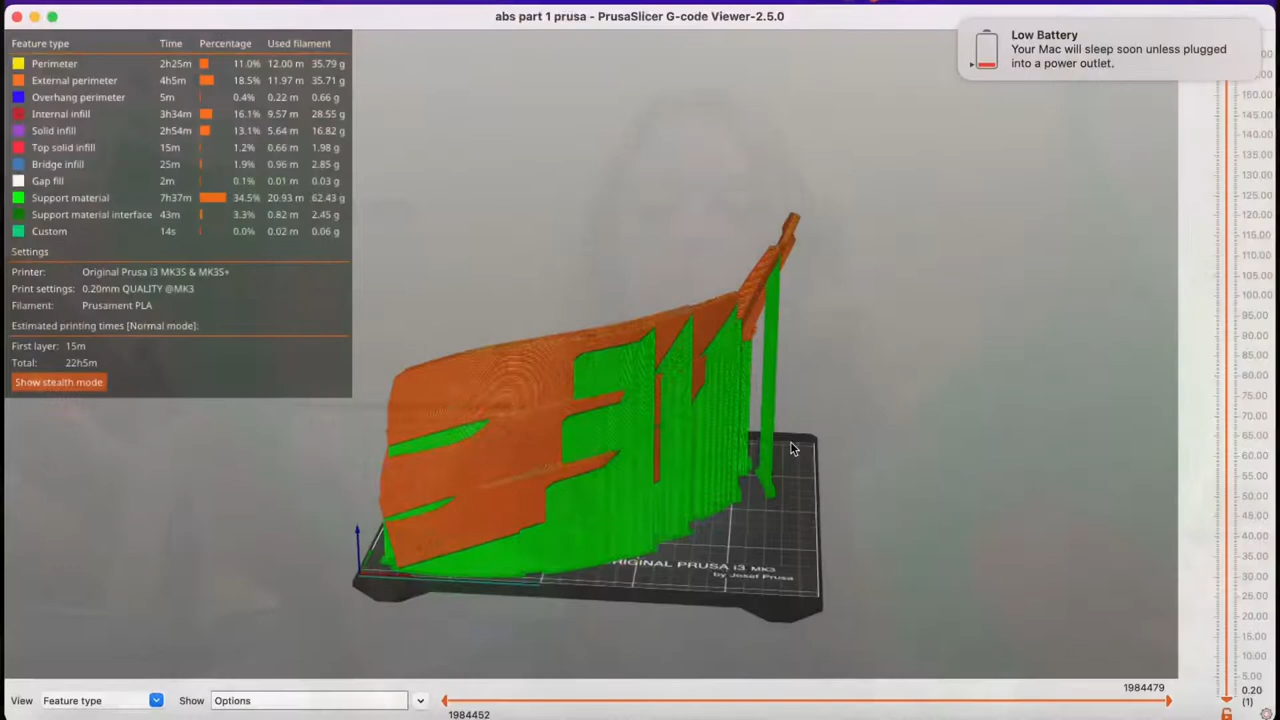 abs part 1 prusa - PrusaSlicer G-code Viewer-2.5.0
Low Battery
Your Mac will sleep soon unless plugged
into a power outlet.
Feature type Time Percentage Used filament
Perimeter 2h25m 11.0% 12.00 m 35.79 g
External perimeter 4h5m 18.5% 11.97 m 35.71 g
Overhang perimeter 5m 0.4% 0.22 m 0.66 g
Internal infill 3h34m 16.1% 9.57 m 28.55 g
Solid infill 2h54m 13.1% 5.64 m 16.82 g
Top solid infill 15m 1.2% 0.66 m 1.98 g
Bridge infill 25m 1.9% 0.96 m 2.85 g
Gap fill 2m 0.1% 0.01 m 0.03 g
Support material 7h37m 34.5% 20.93 m 62.43 g
Support material interface 43m 3.3% 0.82 m 2.45 g
Custom 14s 0.0% 0.02 m 0.06 g
Settings
Printer: Original Prusa i3 MK3S & MK3S+
Print settings: 0.20mm QUALITY @MK3
Filament: Prusament PLA
Estimated printing times [Normal mode]:
First layer: 15m
Total: 22h5m
Show stealth mode
ORIGINAL PRUSA i3 MK3
by Josef Prusa
150.00
145.00
140.00
135.00
130.00
125.00
120.00
115.00
110.00
105.00
100.00
95.00
90.00
85.00
80.00
75.00
70.00
65.00
60.00
55.00
50.00
45.00
40.00
35.00
30.00
25.00
20.00
15.00
10.00
5.00
0.20
(1)
View Feature type Show Options
1984479
1984452